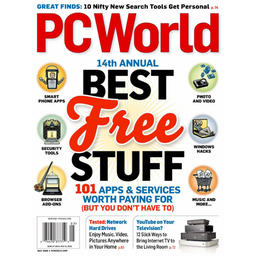 GREAT FINDS: 10 Nifty New Search Tools Get Personal p.14
PCWorld
14th ANNUAL
BEST
Free
STUFF
101 APPS & SERVICES
WORTH PAYING FOR
(BUT YOU DON'T HAVE TO)
SMART
PHONE APPS
SECURITY
TOOLS
BROWSER
ADD-ONS
PHOTO
AND VIDEO
WINDOWS
HACKS
MUSIC
AND MORE...
Tested: Network
Hard Drives
Enjoy Music, Video,
Pictures Anywhere
in Your Home
YouTube on Your
Television?
12 Slick Ways to
Bring Internet TV to
the Living Room